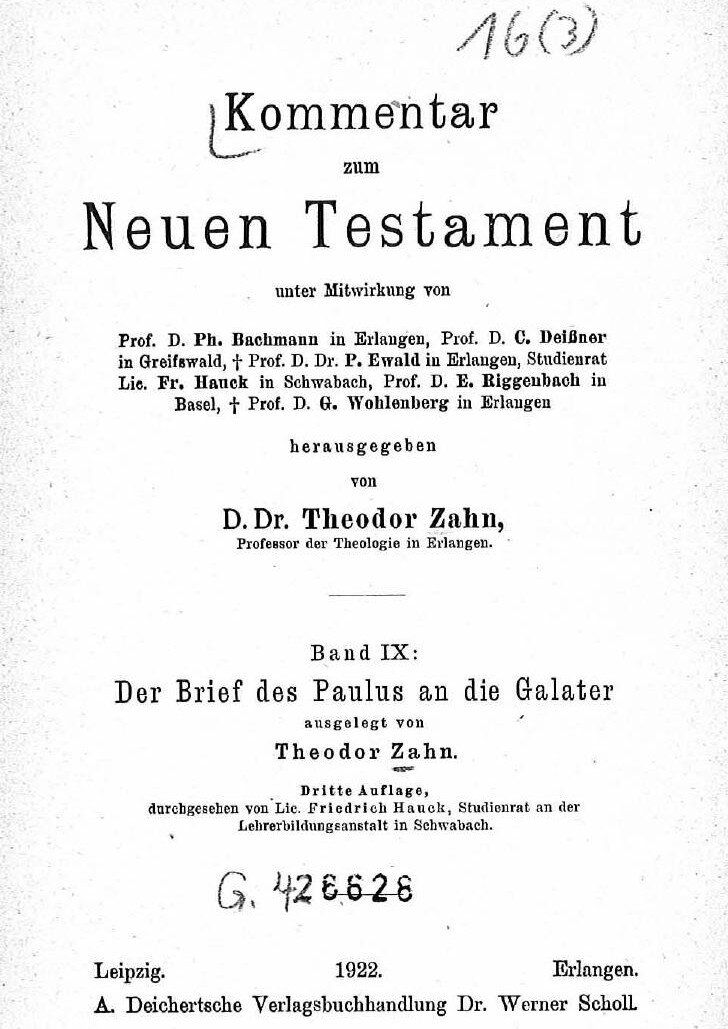 16(3)
Kommentar
zum
Neuen Testament
unter Mitwirkung von
Prof. D. Ph. Bachmann in Erlangen, Prof. D. C. Deißner
in Greifswald, † Prof. D. Dr. P. Ewald in Erlangen, Studienrat
Lic. Fr. Hauck in Schwabach, Prof. D. E. Riggenbach in
Basel, † Prof. D. G. Wohlenberg in Erlangen
herausgegeben
von
D. Dr. Theodor Zahn,
Professor der Theologie in Erlangen.
Band IX:
Der Brief des Paulus an die Galater
ausgelegt von
Theodor Zahn.
Dritte Auflage,
durchgesehen von Lic. Friedrich Hauck, Studienrat an der
Lehrerbildungsanstalt in Schwabach.
G. 426628
Leipzig. 1922. Erlangen.
A. Deichertsche Verlagsbuchhandlung Dr. Werner Scholl.